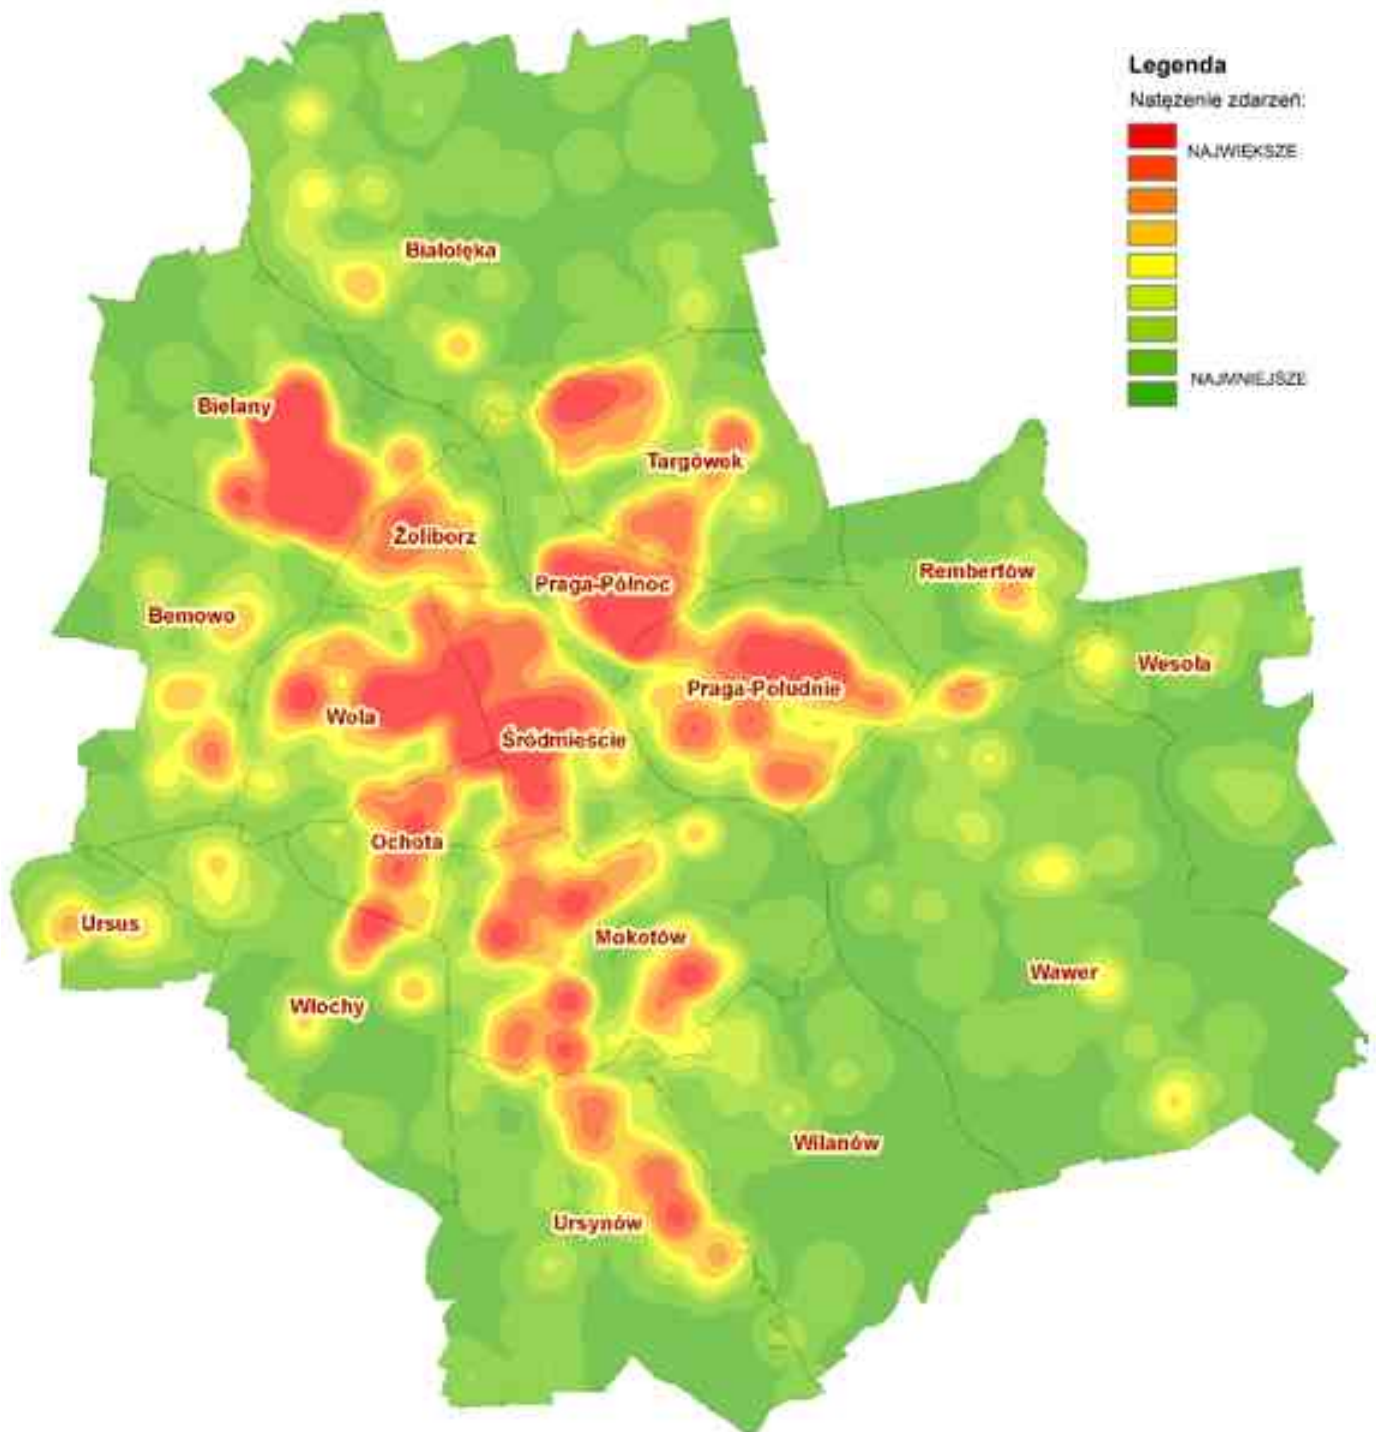 Legenda
Natężenie zdarzeń:
NAJWIĘKSZE
NAJMNIEJSZE
Białołęka
Bielany
Targówek
Żoliborz
Rembertów
Praga-Północ
Bemowo
Wesoła
Praga-Południe
Wola
Śródmieście
Ochota
Ursus
Mokotów
Wawer
Włochy
Wilanów
Ursynów